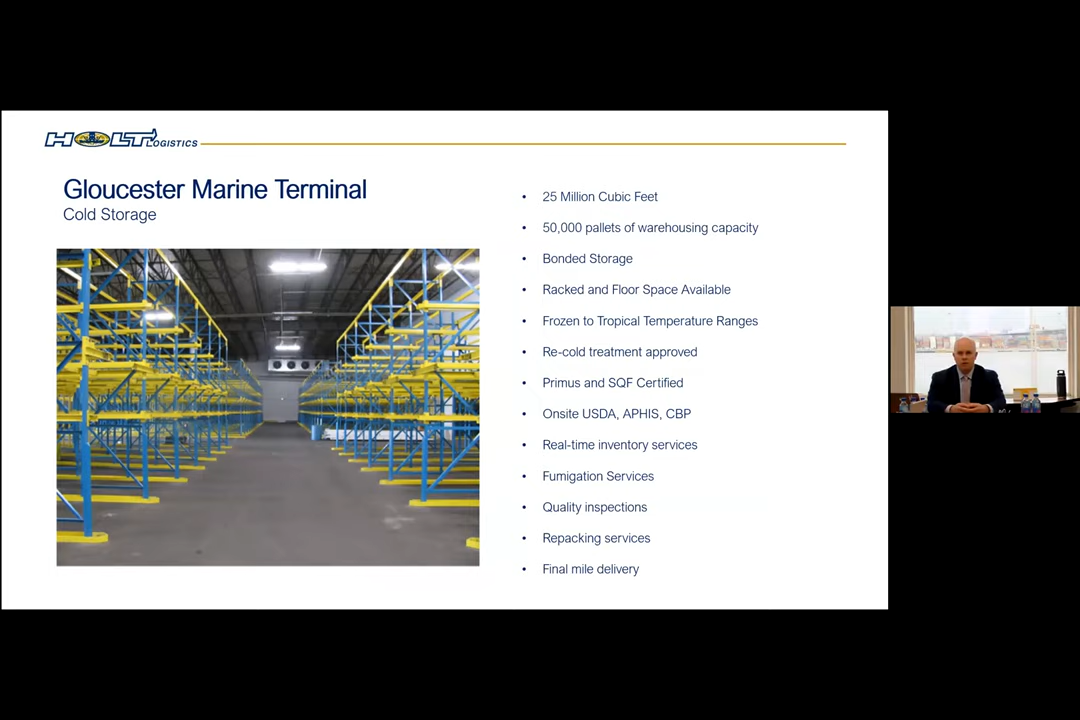 HOLT LOGISTICS
Gloucester Marine Terminal
Cold Storage
• 25 Million Cubic Feet
• 50,000 pallets of warehousing capacity
• Bonded Storage
• Racked and Floor Space Available
• Frozen to Tropical Temperature Ranges
• Re-cold treatment approved
• Primus and SQF Certified
• Onsite USDA, APHIS, CBP
• Real-time inventory services
• Fumigation Services
• Quality inspections
• Repacking services
• Final mile delivery